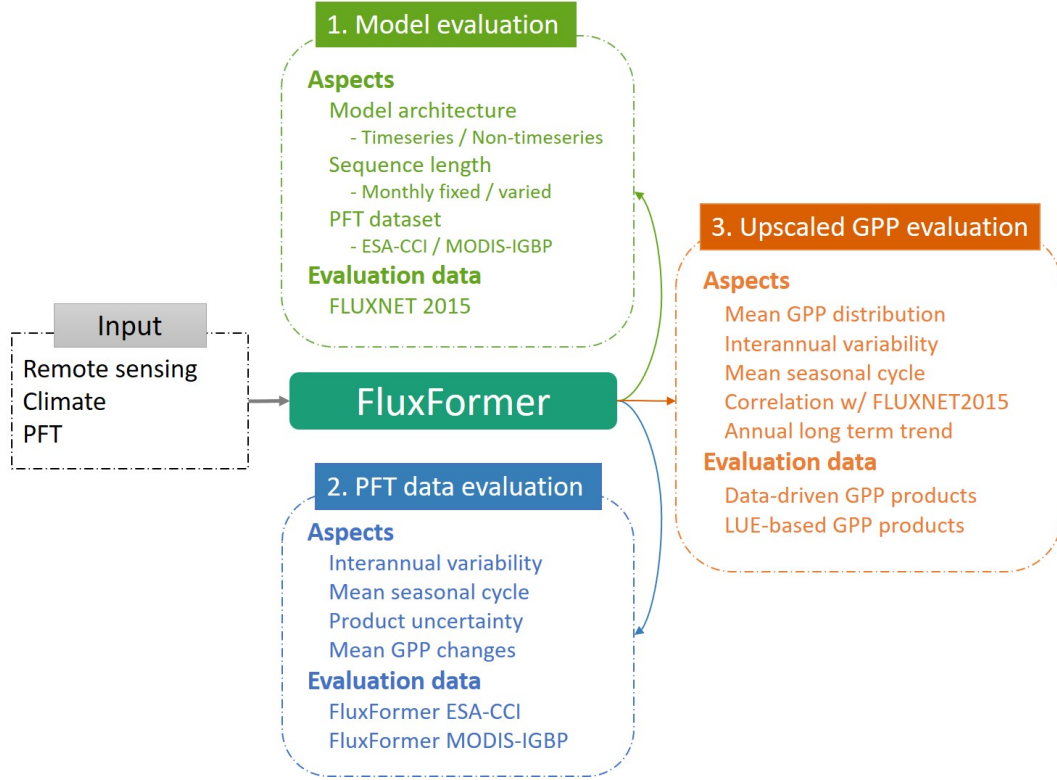 1. Model evaluation
Aspects
Model architecture
- Timeseries / Non-timeseries
Sequence length
- Monthly fixed / varied
PFT dataset
- ESA-CCI / MODIS-IGBP
Evaluation data
FLUXNET 2015
Input
Remote sensing
Climate
PFT
FluxFormer
2. PFT data evaluation
Aspects
Interannual variability
Mean seasonal cycle
Product uncertainty
Mean GPP changes
Evaluation data
FluxFormer ESA-CCI
FluxFormer MODIS-IGBP
3. Upscaled GPP evaluation
Aspects
Mean GPP distribution
Interannual variability
Mean seasonal cycle
Correlation w/ FLUXNET2015
Annual long term trend
Evaluation data
Data-driven GPP products
LUE-based GPP products